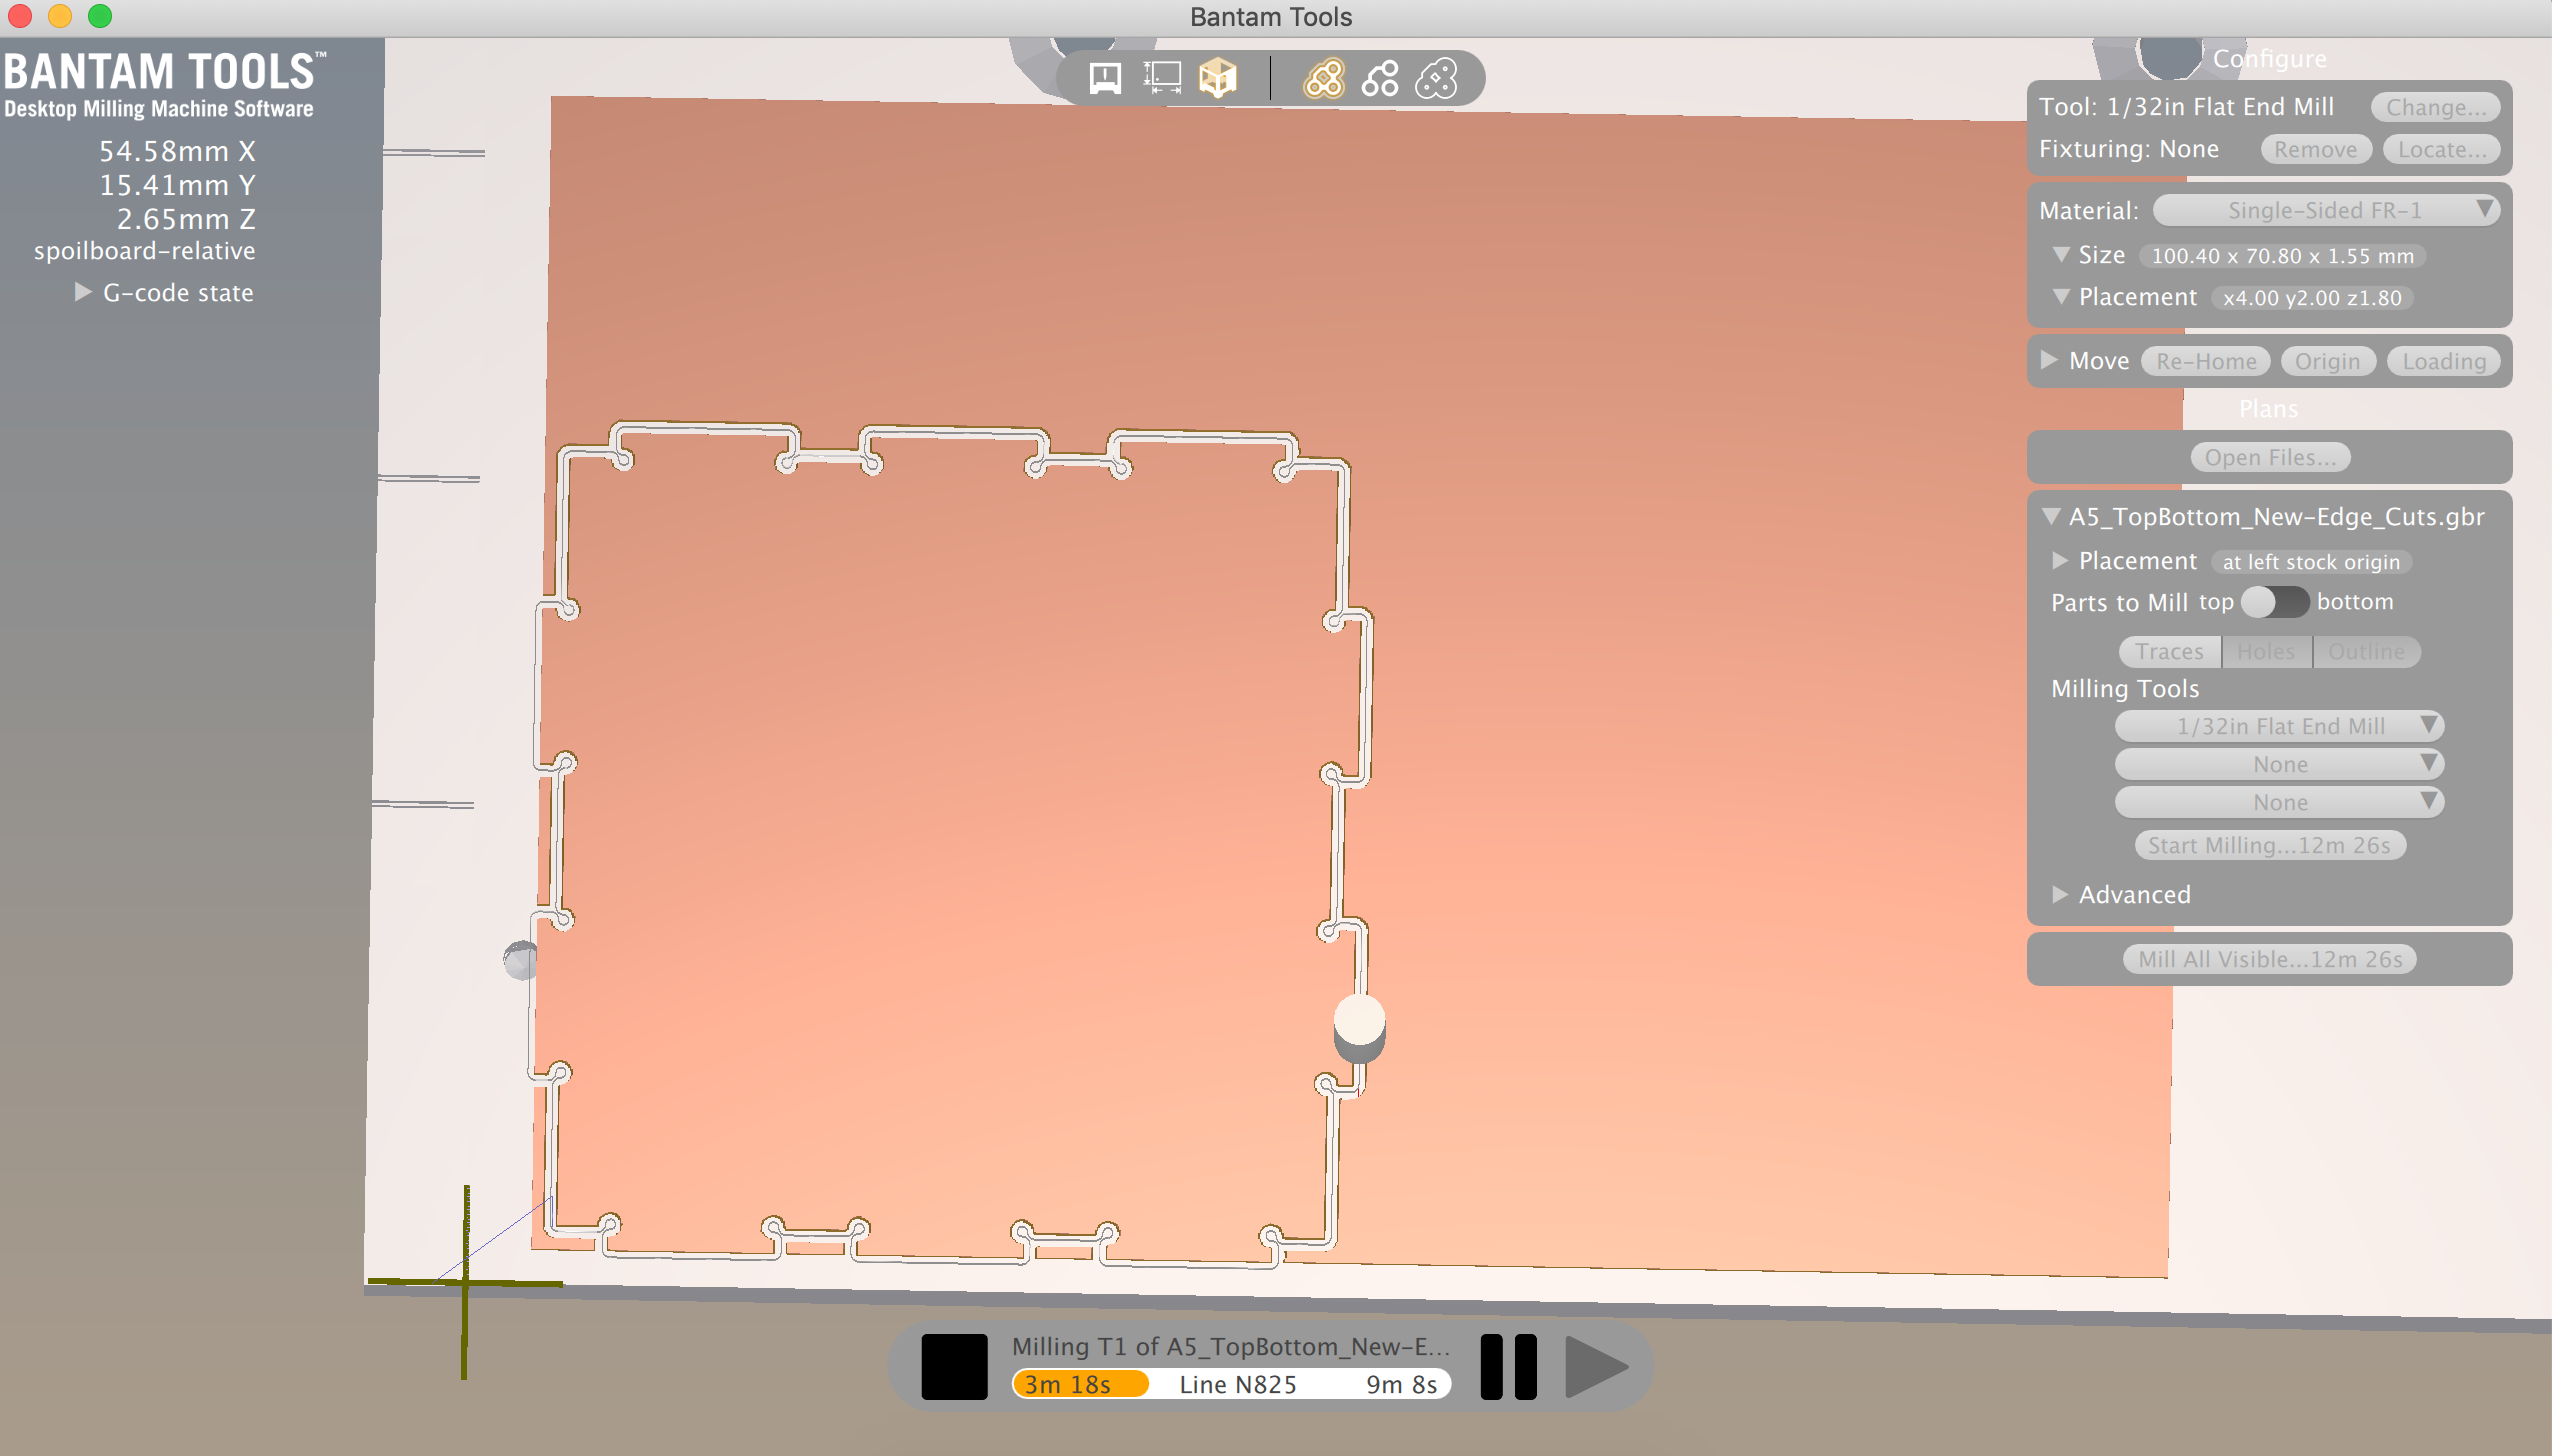 Bantam Tools
BANTAM TOOLS™
Desktop Milling Machine Software
54.58mm X
15.41mm Y
2.65mm Z
spoilboard-relative
G-code state
Configure
Tool: 1/32in Flat End Mill Change...
Fixturing: None Remove Locate...
Material: Single-Sided FR-1
Size 100.40 x 70.80 x 1.55 mm
Placement x4.00 y2.00 z1.80
Move Re-Home Origin Loading
Plans
Open Files...
A5_TopBottom_New-Edge_Cuts.gbr
Placement at left stock origin
Parts to Mill top bottom
Traces Holes Outline
Milling Tools
1/32in Flat End Mill
None
None
Start Milling...12m 26s
Advanced
Mill All Visible...12m 26s
Milling T1 of A5_TopBottom_New-E...
3m 18s Line N825 9m 8s